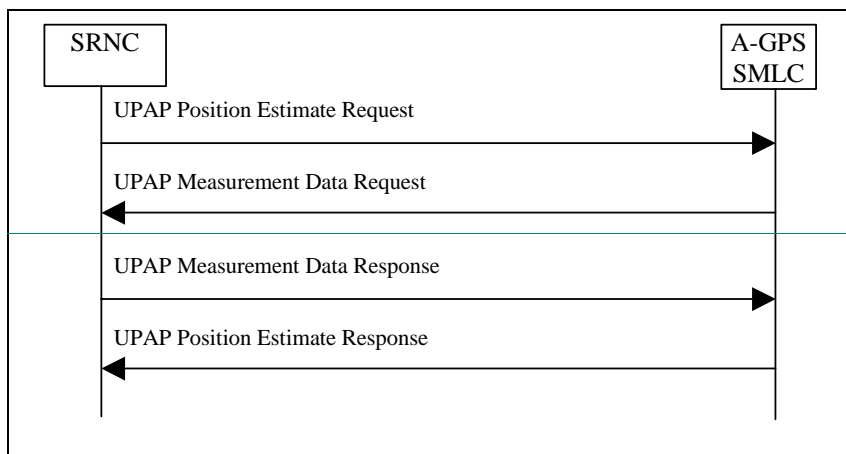 SRNC
A-GPS
SMLC
UPAP Position Estimate Request
UPAP Measurement Data Request
UPAP Measurement Data Response
UPAP Position Estimate Response